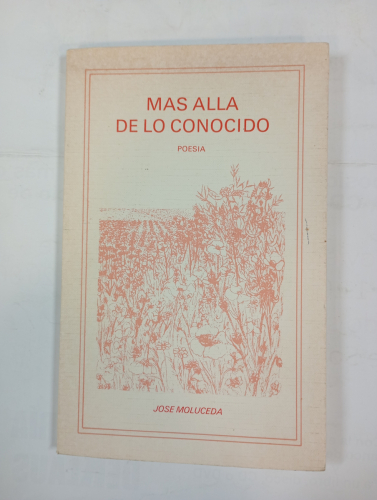 MAS ALLA
DE LO CONOCIDO
POESIA
JOSE MOLUCEDA